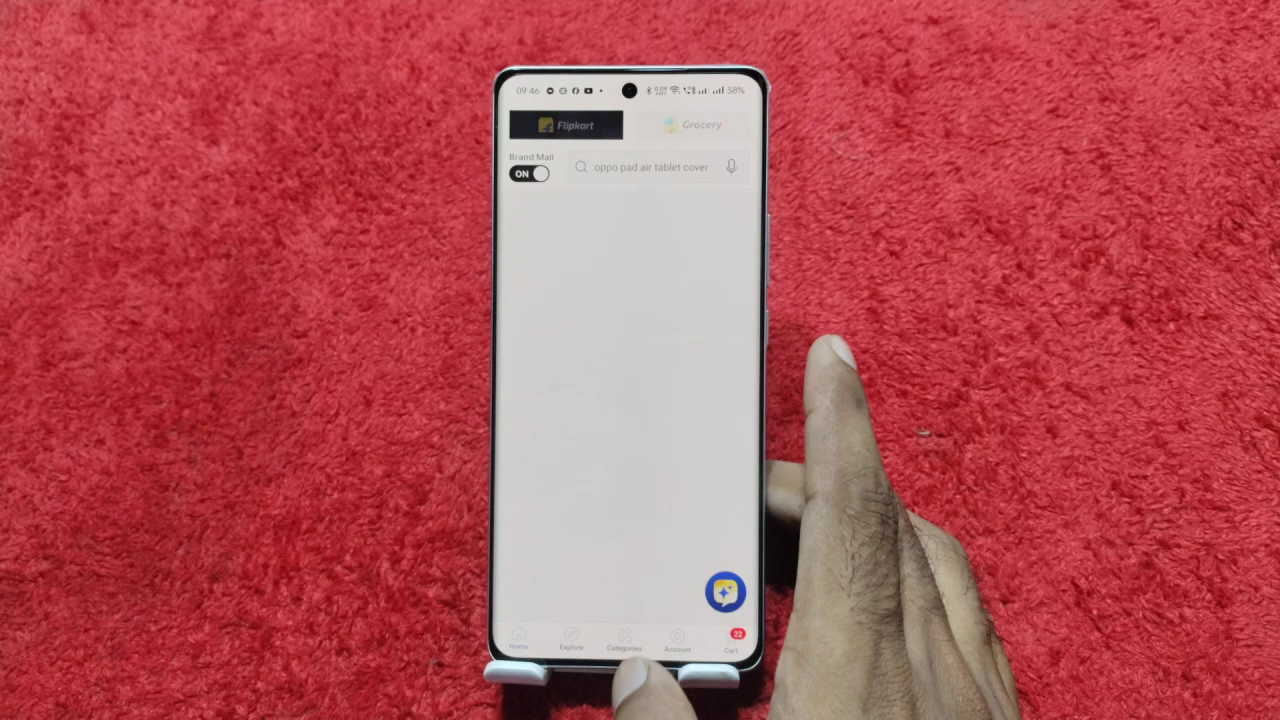 09:46 38%
Flipkart Grocery
Brand Mall
ON oppo pad air tablet cover
22
Home Explore Categories Account Cart